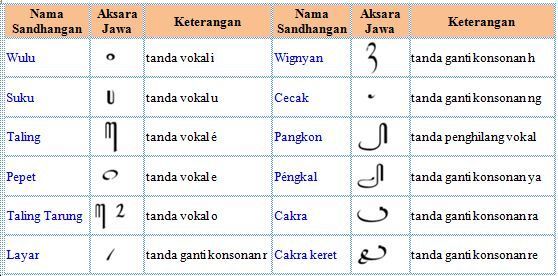 Nama Sandhangan Aksara Jawa Keterangan Nama Sandhangan Aksara Jawa Keterangan
Wulu ꦶ tanda vokal i Wignyan ꦃ tanda ganti konsonan h
Suku ꦸ tanda vokal u Cecak ꦁ tanda ganti konsonan ng
Taling ꦺ tanda vokal é Pangkon ꧀ tanda penghilang vokal
Pepet ꦼ tanda vokal e Péngkal ꦾ tanda ganti konsonan ya
Taling Tarung ꦺ ꦴ tanda vokal o Cakra ꦿ tanda ganti konsonan ra
Layar ꦂ tanda ganti konsonan r Cakra keret ꦽ tanda ganti konsonan re